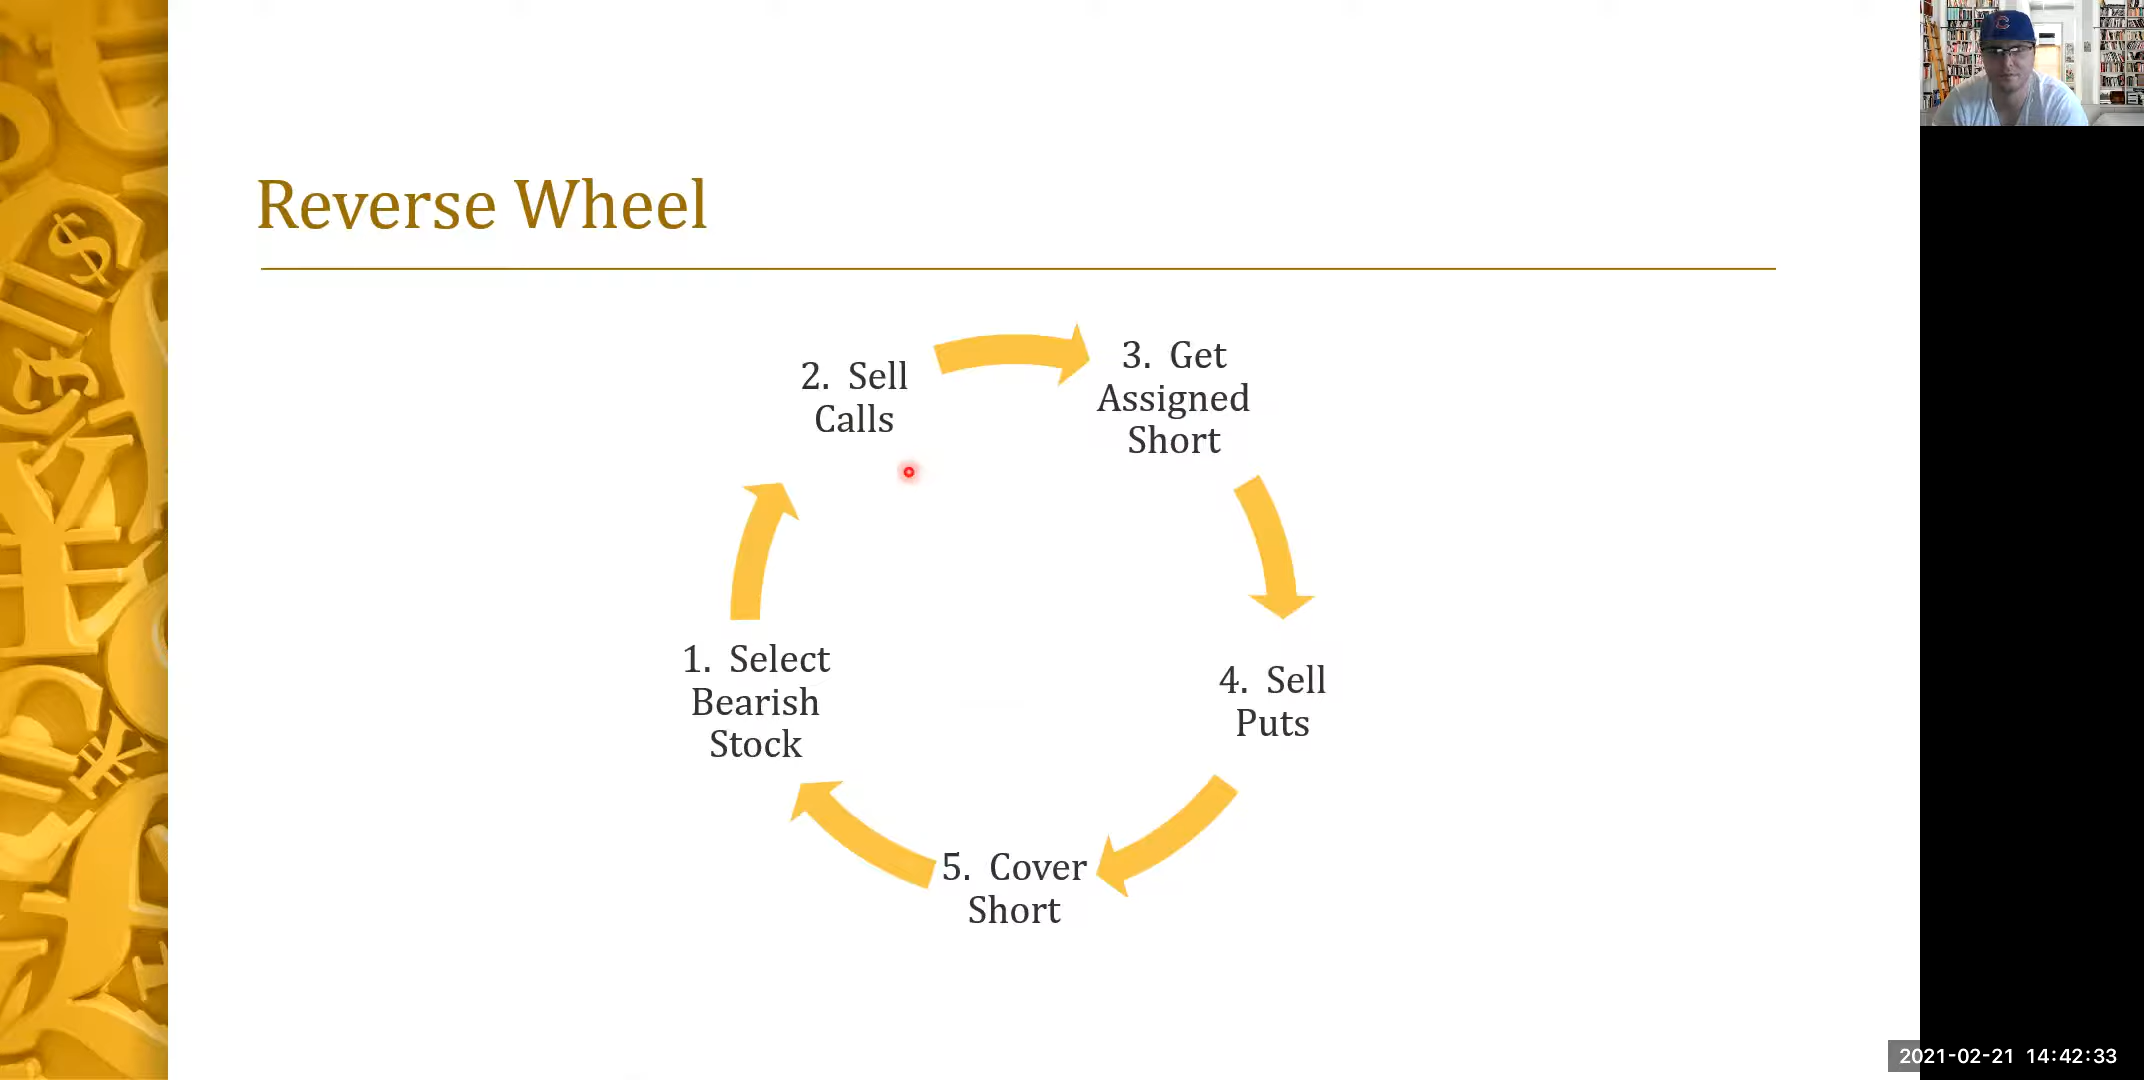 Reverse Wheel
1. Select
Bearish
Stock
2. Sell
Calls
3. Get
Assigned
Short
4. Sell
Puts
5. Cover
Short
C
2021-02-21 14:42:33